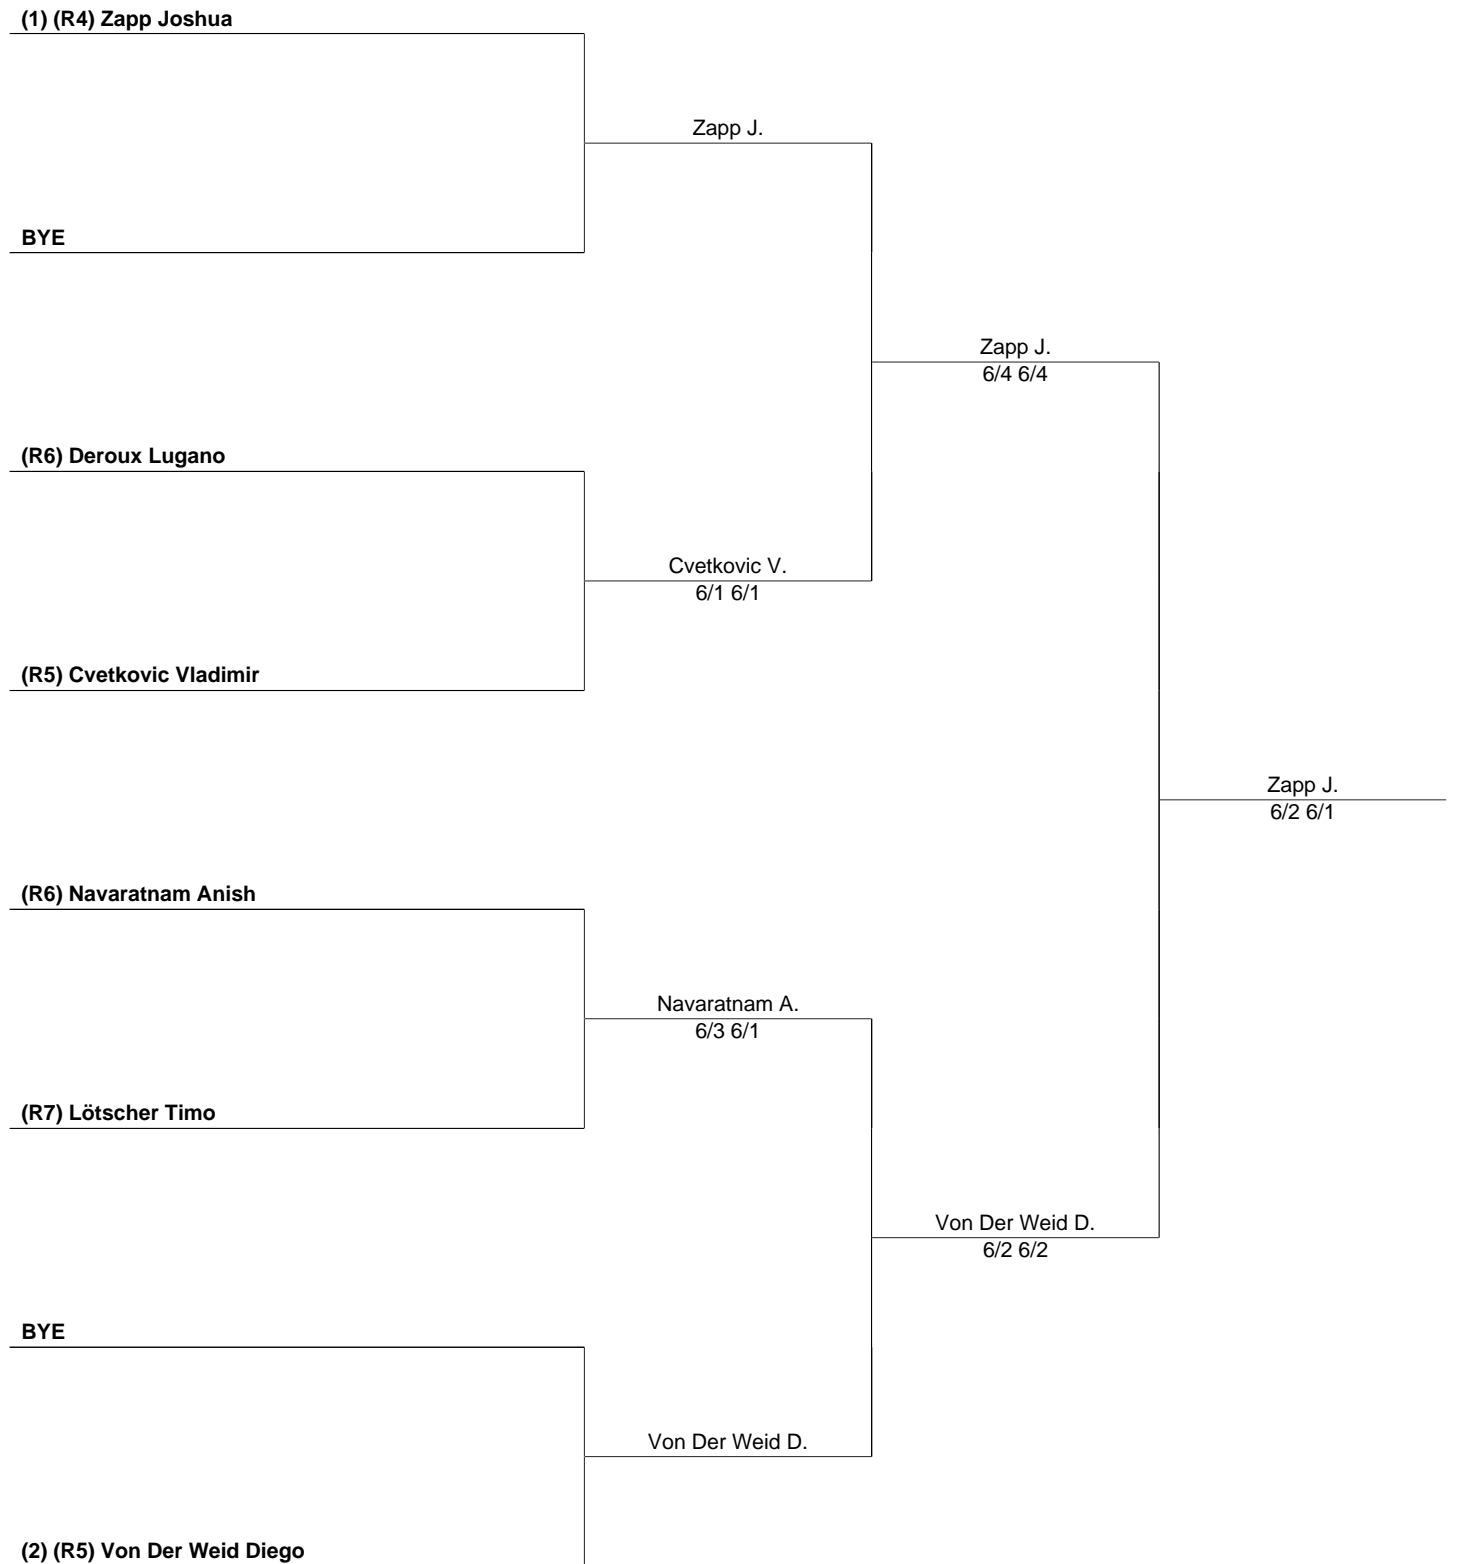 (1) (R4) Zapp Joshua
Zapp J.
BYE
Zapp J.
6/4 6/4
(R6) Deroux Lugano
Cvetkovic V.
6/1 6/1
(R5) Cvetkovic Vladimir
Zapp J.
6/2 6/1
(R6) Navaratnam Anish
Navaratnam A.
6/3 6/1
(R7) Lötscher Timo
Von Der Weid D.
6/2 6/2
BYE
Von Der Weid D.
(2) (R5) Von Der Weid Diego